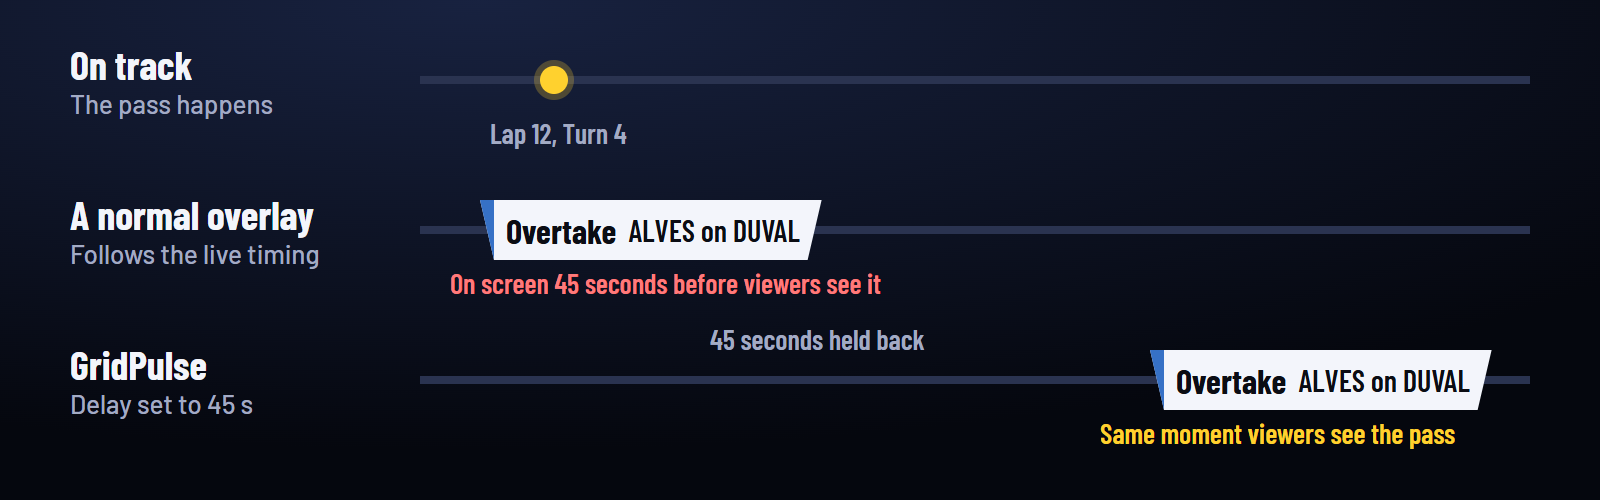 On track
The pass happens
Lap 12, Turn 4
A normal overlay
Follows the live timing
Overtake ALVES on DUVAL
On screen 45 seconds before viewers see it
45 seconds held back
GridPulse
Delay set to 45 s
Overtake ALVES on DUVAL
Same moment viewers see the pass